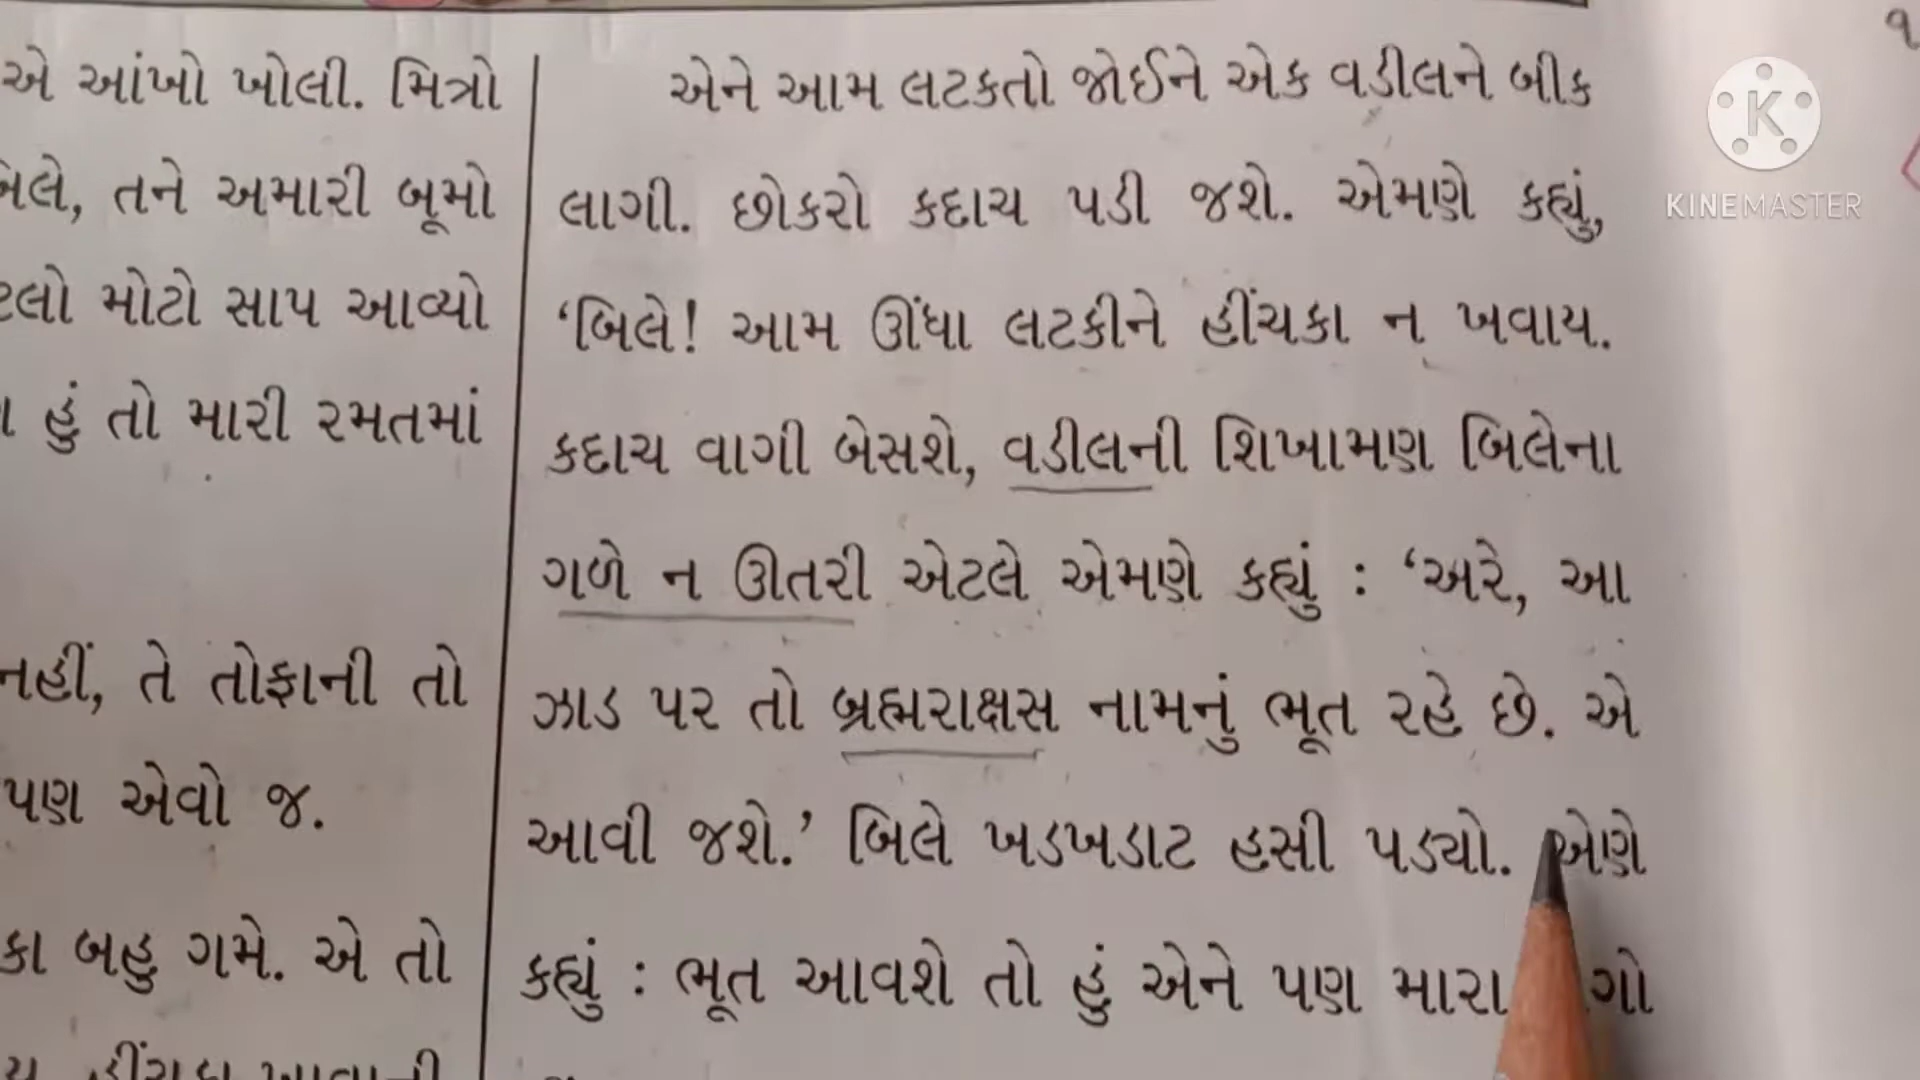 એ આંખો ખોલી. મિત્રો
તને અમારી બૂમો
મોટો સાપ આવ્યો
હું તો મારી રમતમાં
નહીં, તે તોફાની તો
પણ એવો જ.
બહુ ગમે. એ તો
એને આમ લટકતો જોઈને એક વડીલને બીક
લાગી. છોકરો કદાચ પડી જશે. એમણે કહ્યું,
‘બિલે! આમ ઊંધા લટકીને હીંચકા ન ખવાય.
કદાચ વાગી બેસશે, વડીલની શિખામણ બિલેના
ગળે ન ઊતરી એટલે એમણે કહ્યું : ‘અરે, આ
ઝાડ પર તો બ્રહ્મરાક્ષસ નામનું ભૂત રહે છે. એ
આવી જશે.’ બિલે ખડખડાટ હસી પડ્યો. એણે
કહ્યું : ભૂત આવશે તો હું એને પણ મારા
KINEMASTER